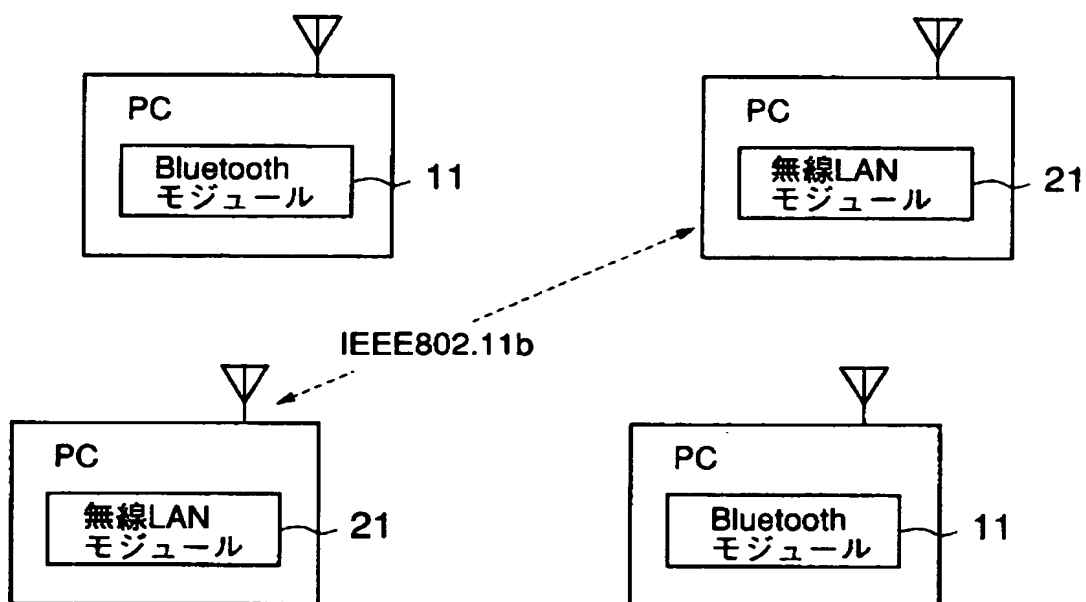 PC
Bluetooth
モジュール
11
PC
無線LAN
モジュール
21
IEEE802.11b
PC
無線LAN
モジュール
21
PC
Bluetooth
モジュール
11